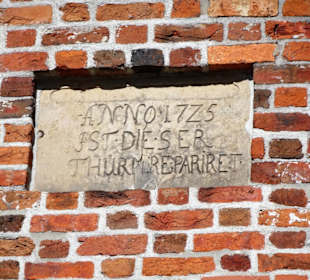 ANNO 1725
IST DIESER
THURM REPARIRET